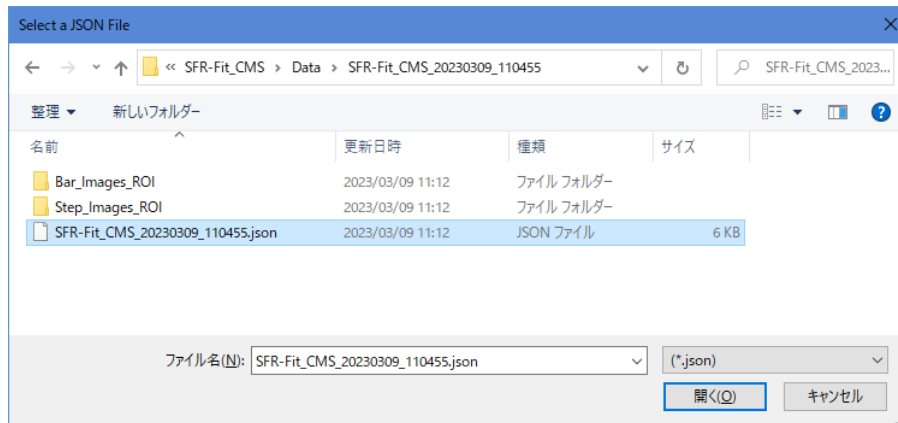 Select a JSON File
« SFR-Fit_CMS › Data › SFR-Fit_CMS_20230309_110455
SFR-Fit_CMS_2023...
整理 新しいフォルダー
名前 更新日時 種類 サイズ
Bar_Images_ROI 2023/03/09 11:12 ファイル フォルダー
Step_Images_ROI 2023/03/09 11:12 ファイル フォルダー
SFR-Fit_CMS_20230309_110455.json 2023/03/09 11:12 JSON ファイル 6 KB
ファイル名(N): SFR-Fit_CMS_20230309_110455.json (*.json)
開く(O) キャンセル